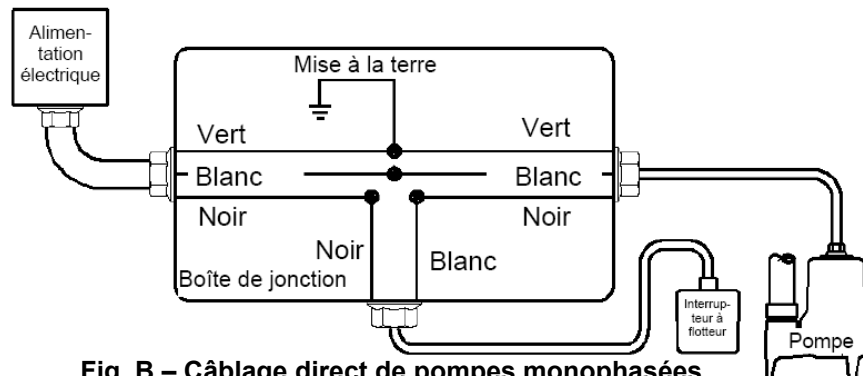 Alimen-
tation
électrique
Mise à la terre
Vert
Vert
Blanc
Blanc
Noir
Noir
Noir
Blanc
Boîte de jonction
Interrup-
teur à
flotteur
Pompe
Fig. B – Câblage direct de pompes monophasées